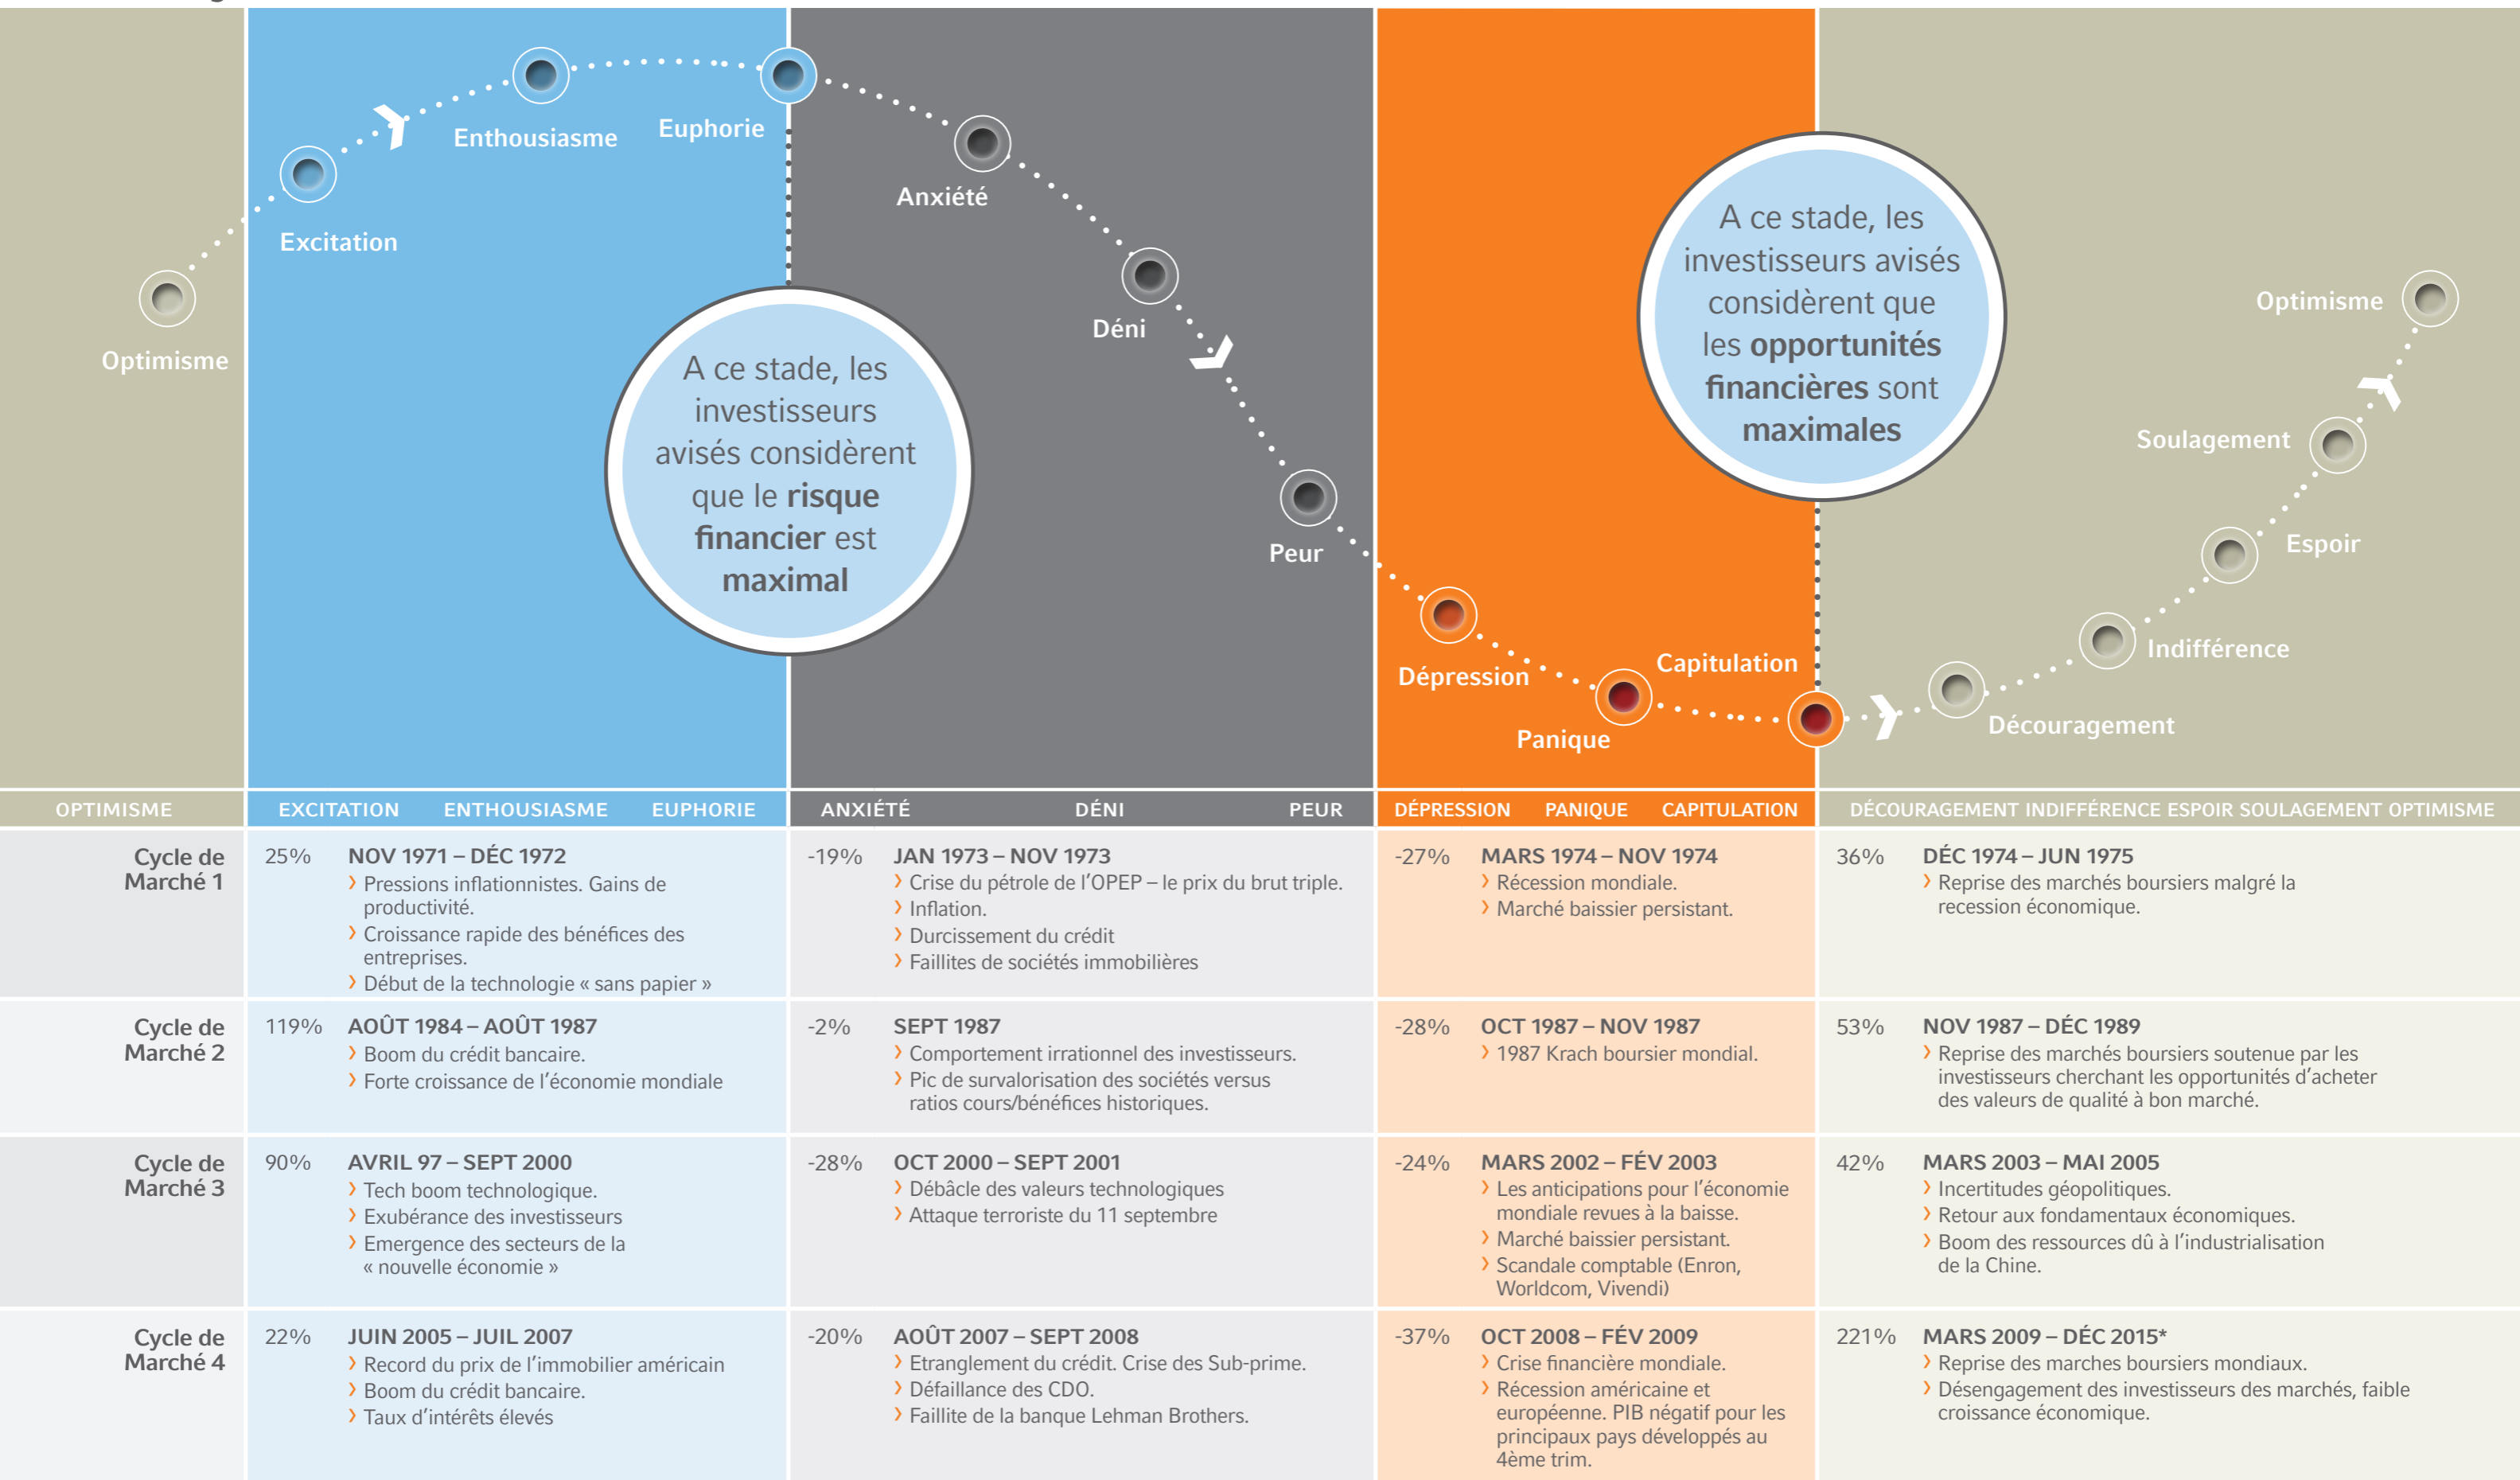 Optimisme
Excitation
Enthousiasme
Euphorie
A ce stade, les
investisseurs
avisés considèrent
que le risque
financier est
maximal
Anxiété
Déni
Peur
Dépression
Panique
Capitulation
A ce stade, les
investisseurs avisés
considèrent que
les opportunités
financières sont
maximales
Découragement
Indifférence
Espoir
Soulagement
Optimisme
OPTIMISME
EXCITATION ENTHOUSIASME EUPHORIE
ANXIÉTÉ DÉNI PEUR
DÉPRESSION PANIQUE CAPITULATION
DÉCOURAGEMENT INDIFFÉRENCE ESPOIR SOULAGEMENT OPTIMISME
Cycle de
Marché 1
25% NOV 1971 – DÉC 1972
› Pressions inflationnistes. Gains de
productivité.
› Croissance rapide des bénéfices des
entreprises.
› Début de la technologie « sans papier »
-19% JAN 1973 – NOV 1973
› Crise du pétrole de l’OPEP – le prix du brut triple.
› Inflation.
› Durcissement du crédit
› Faillites de sociétés immobilières
-27% MARS 1974 – NOV 1974
› Récession mondiale.
› Marché baissier persistant.
36% DÉC 1974 – JUN 1975
› Reprise des marchés boursiers malgré la
recession économique.
Cycle de
Marché 2
119% AOÛT 1984 – AOÛT 1987
› Boom du crédit bancaire.
› Forte croissance de l’économie mondiale
-2% SEPT 1987
› Comportement irrationnel des investisseurs.
› Pic de survalorisation des sociétés versus
ratios cours/bénéfices historiques.
-28% OCT 1987 – NOV 1987
› 1987 Krach boursier mondial.
53% NOV 1987 – DÉC 1989
› Reprise des marchés boursiers soutenue par les
investisseurs cherchant les opportunités d’acheter
des valeurs de qualité à bon marché.
Cycle de
Marché 3
90% AVRIL 97 – SEPT 2000
› Tech boom technologique.
› Exubérance des investisseurs
› Emergence des secteurs de la
« nouvelle économie »
-28% OCT 2000 – SEPT 2001
› Débâcle des valeurs technologiques
› Attaque terroriste du 11 septembre
-24% MARS 2002 – FÉV 2003
› Les anticipations pour l’économie
mondiale revues à la baisse.
› Marché baissier persistant.
› Scandale comptable (Enron,
Worldcom, Vivendi)
42% MARS 2003 – MAI 2005
› Incertitudes géopolitiques.
› Retour aux fondamentaux économiques.
› Boom des ressources dû à l’industrialisation
de la Chine.
Cycle de
Marché 4
22% JUIN 2005 – JUIL 2007
› Record du prix de l’immobilier américain
› Boom du crédit bancaire.
› Taux d’intérêts élevés
-20% AOÛT 2007 – SEPT 2008
› Etranglement du crédit. Crise des Sub-prime.
› Défaillance des CDO.
› Faillite de la banque Lehman Brothers.
-37% OCT 2008 – FÉV 2009
› Crise financière mondiale.
› Récession américaine et
européenne. PIB négatif pour les
principaux pays développés au
4ème trim.
221% MARS 2009 – DÉC 2015*
› Reprise des marches boursiers mondiaux.
› Désengagement des investisseurs des marchés, faible
croissance économique.